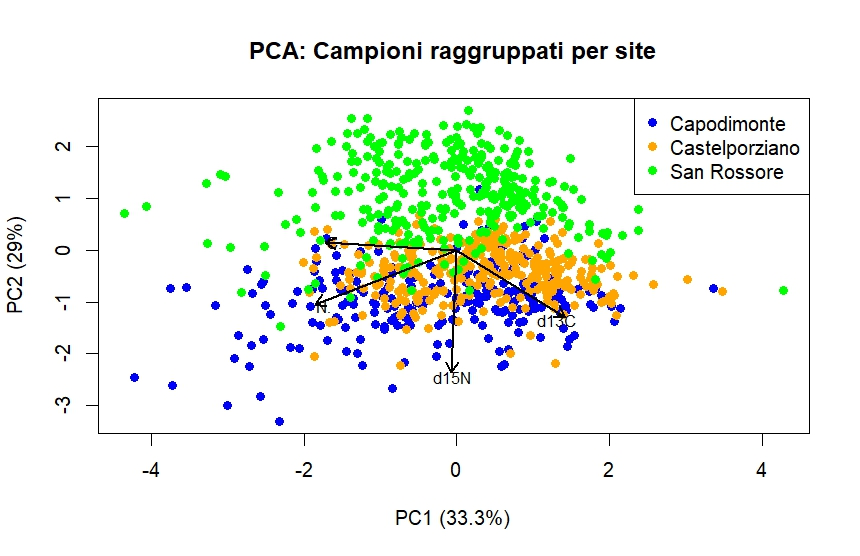 PCA: Campioni raggruppati per site
Capodimonte
Castelporziano
San Rossore
PC2 (29%)
2
1
0
-1
-2
-3
d13C
d15N
-4
-2
0
2
4
PC1 (33.3%)